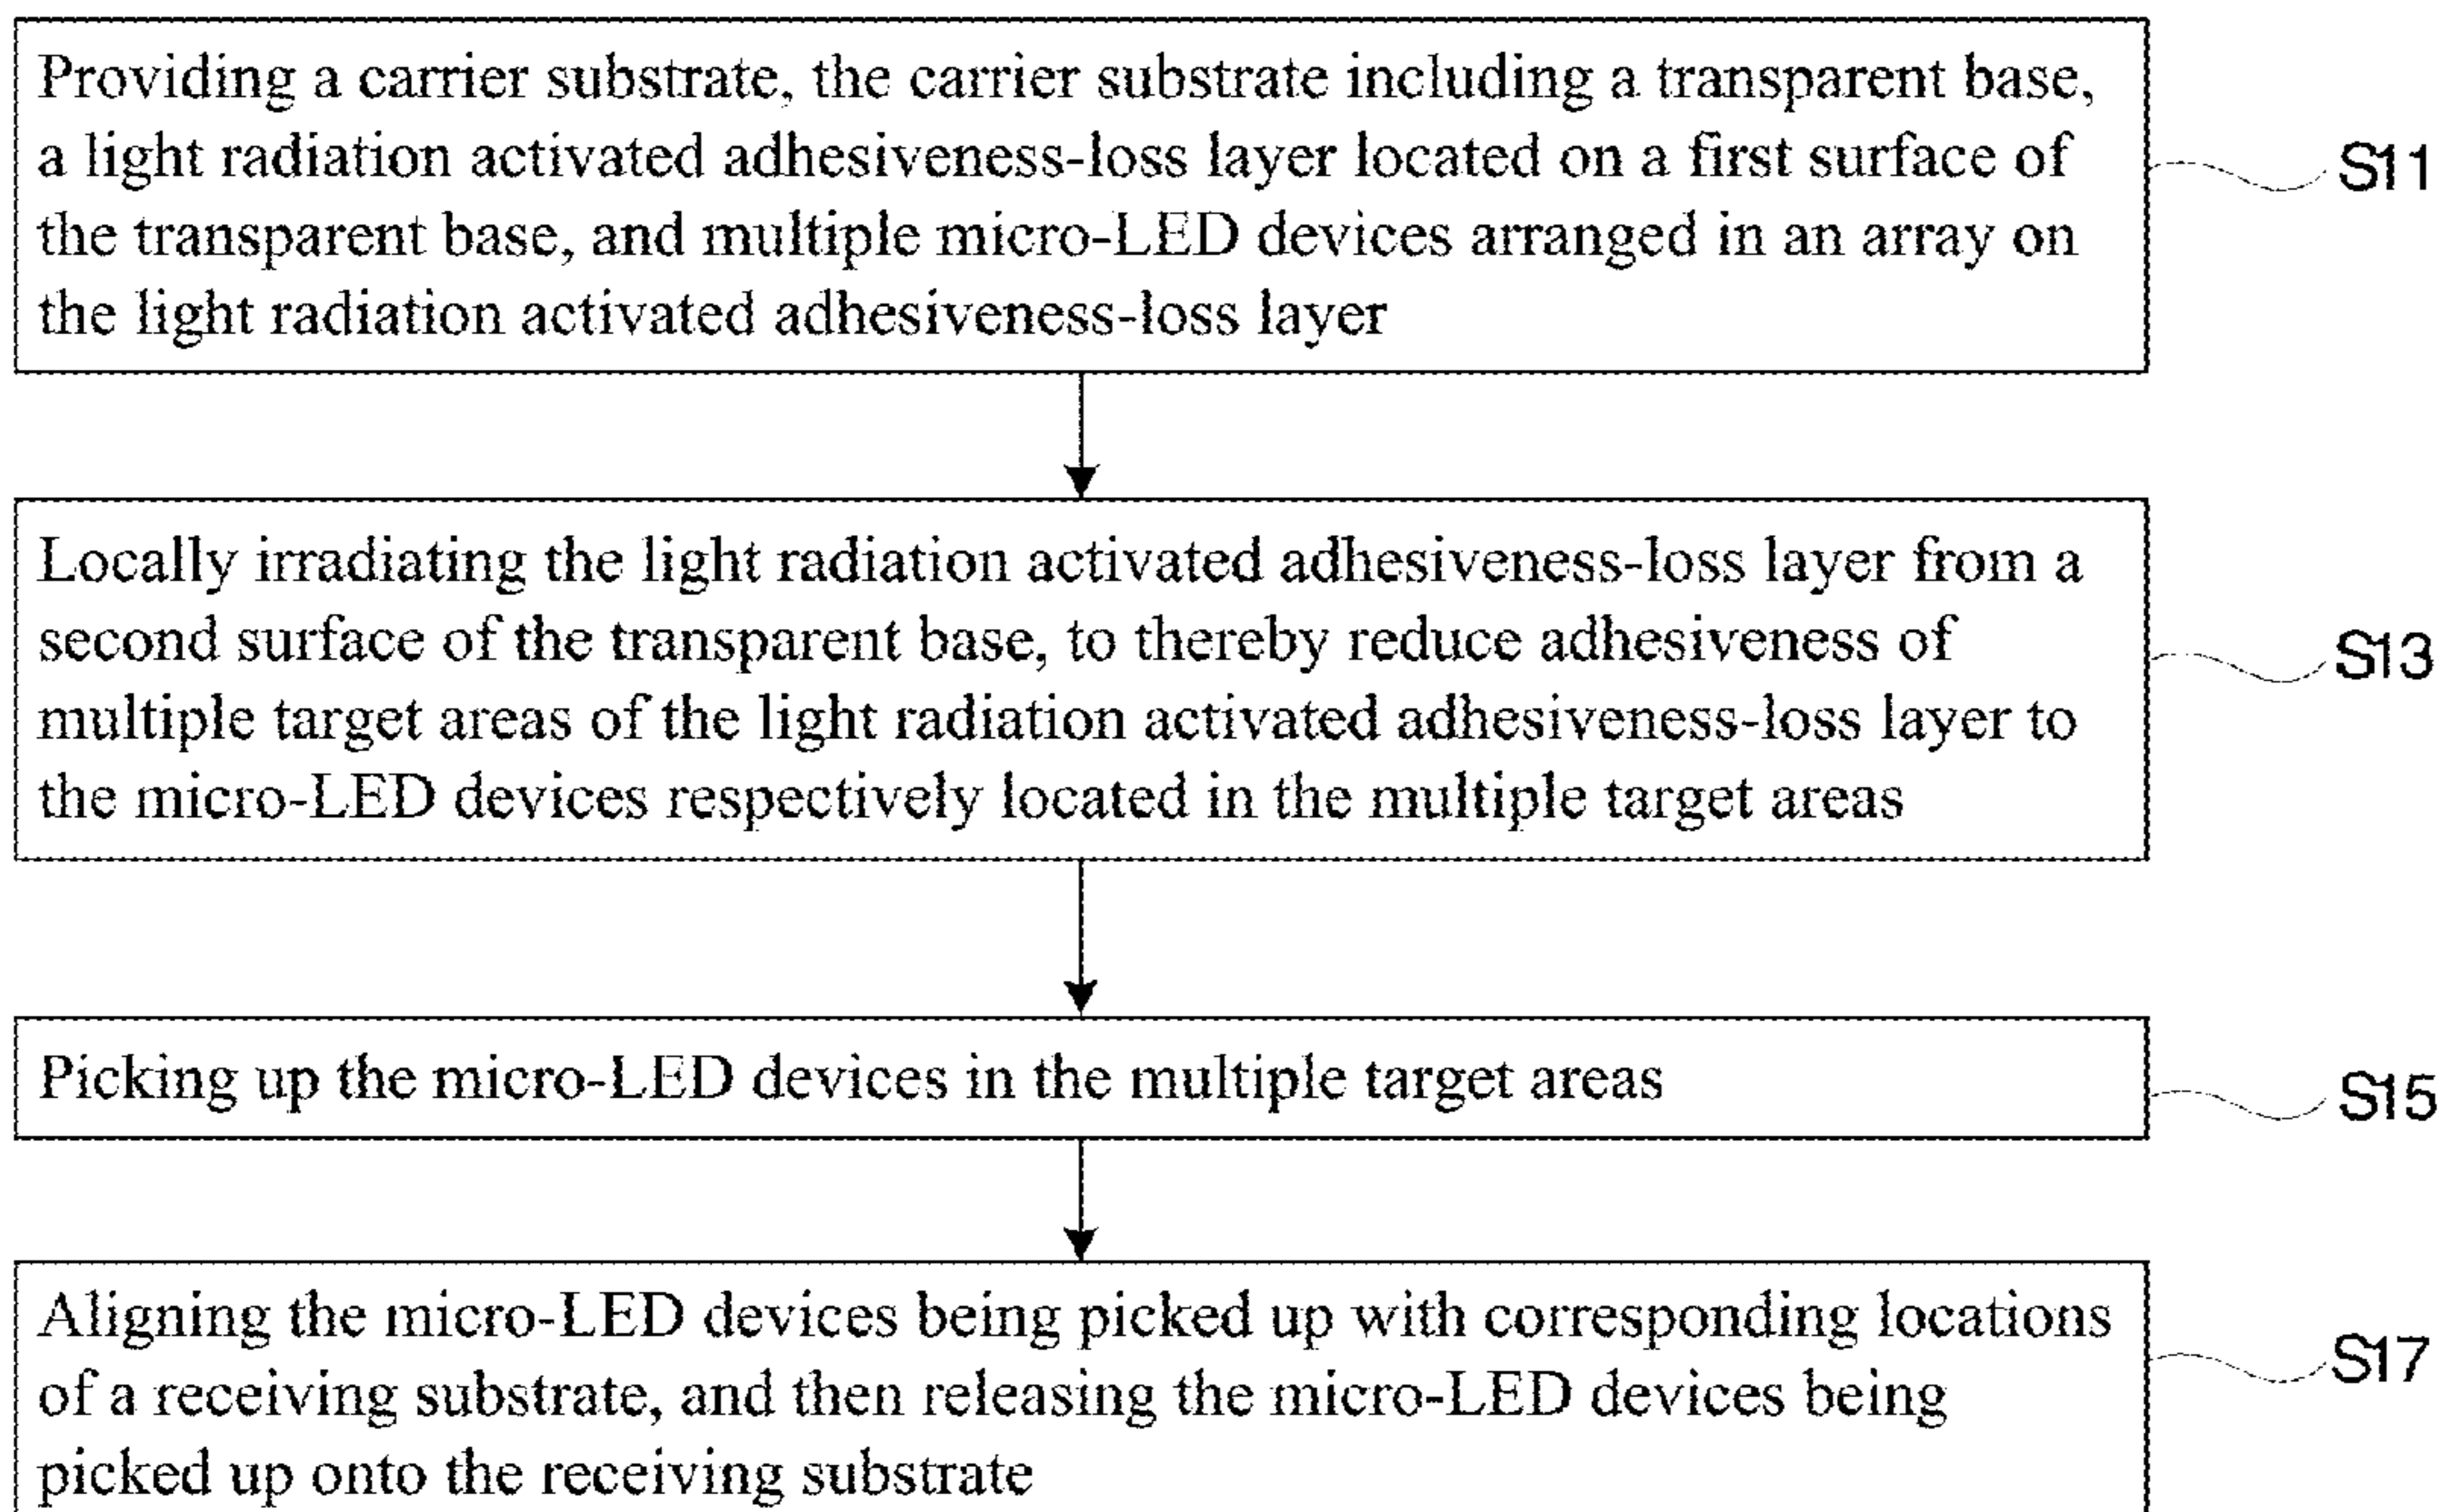 Providing a carrier substrate, the carrier substrate including a transparent base,
a light radiation activated adhesiveness-loss layer located on a first surface of
the transparent base, and multiple micro-LED devices arranged in an array on
the light radiation activated adhesiveness-loss layer
S11
Locally irradiating the light radiation activated adhesiveness-loss layer from a
second surface of the transparent base, to thereby reduce adhesiveness of
multiple target areas of the light radiation activated adhesiveness-loss layer to
the micro-LED devices respectively located in the multiple target areas
S13
Picking up the micro-LED devices in the multiple target areas
S15
Aligning the micro-LED devices being picked up with corresponding locations
of a receiving substrate, and then releasing the micro-LED devices being
picked up onto the receiving substrate
S17